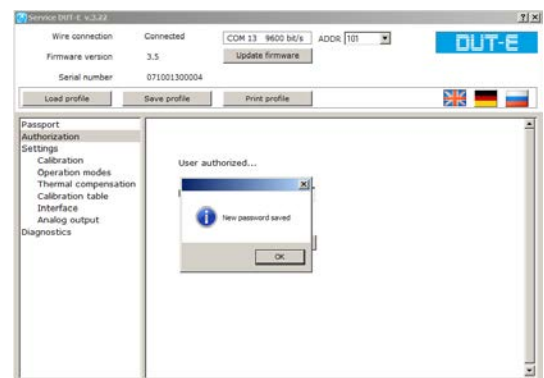 Service DUT-E v.3.22
Wire connection Connected COM 13 9600 bit/s ADDR 101
DUT-E
Firmware version 3.5 Update firmware
Serial number 071001300004
Load profile Save profile Print profile
Passport
Authorization
Settings
Calibration
Operation modes
Thermal compensation
Calibration table
Interface
Analog output
Diagnostics
User authorized...
New password saved
OK